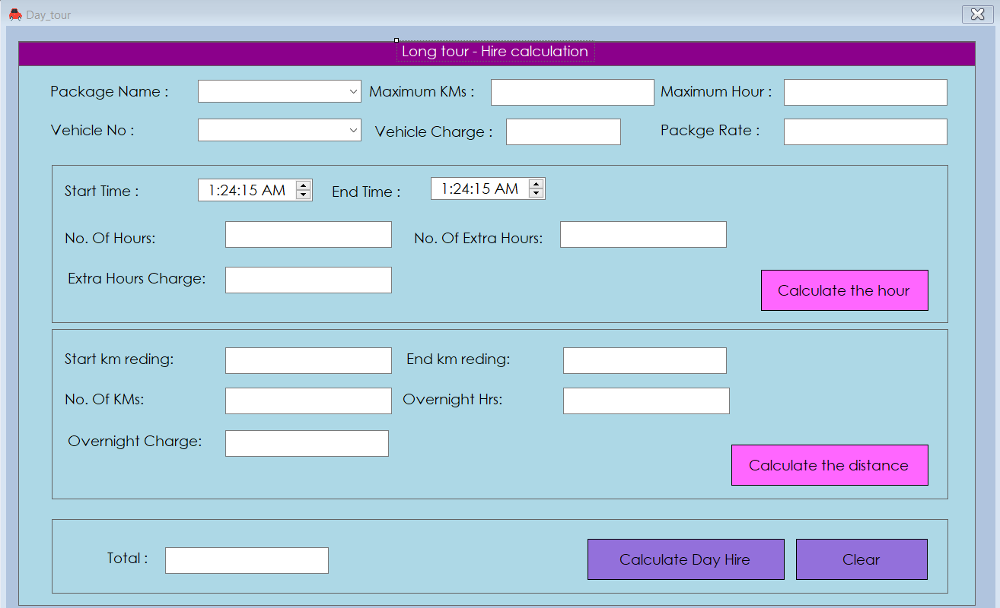 Day_tour
Long tour - Hire calculation
Package Name : Maximum KMs : Maximum Hour :
Vehicle No : Vehicle Charge : Packge Rate :
Start Time : 1:24:15 AM End Time : 1:24:15 AM
No. Of Hours: No. Of Extra Hours:
Extra Hours Charge:
Calculate the hour
Start km reding: End km reding:
No. Of KMs: Overnight Hrs:
Overnight Charge:
Calculate the distance
Total : Calculate Day Hire Clear